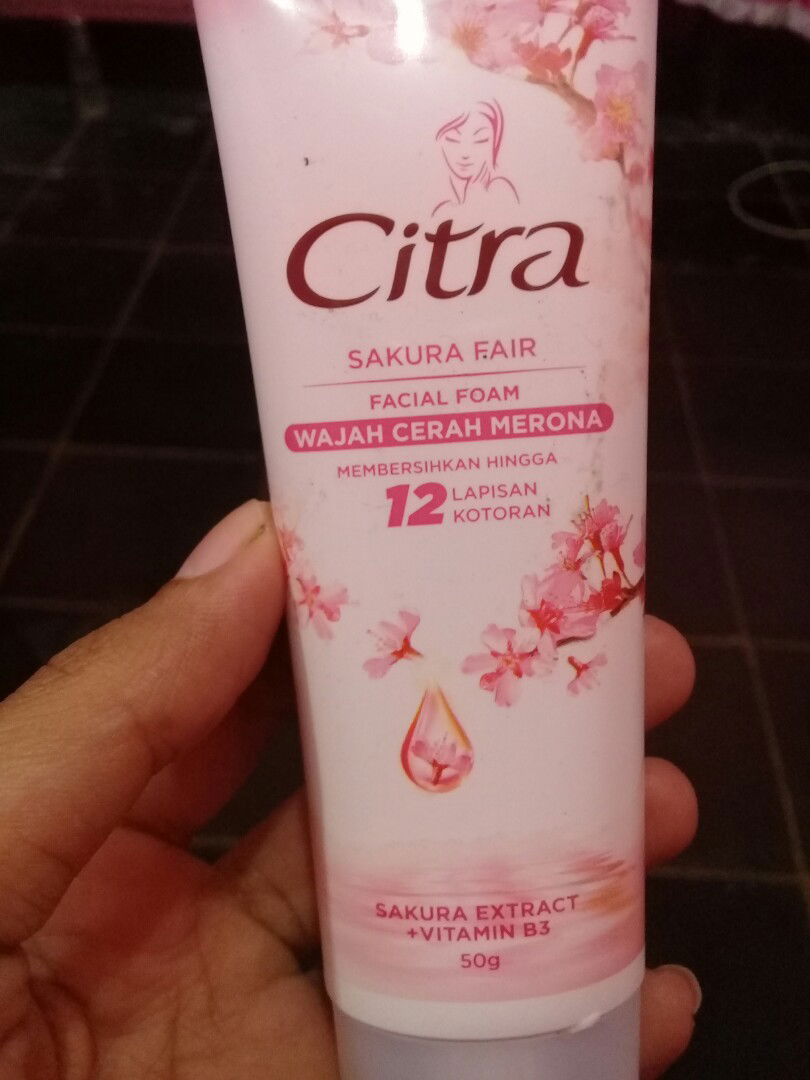 Citra
SAKURA FAIR
FACIAL FOAM
WAJAH CERAH MERONA
MEMBERSIHKAN HINGGA
12 LAPISAN
KOTORAN
SAKURA EXTRACT
+VITAMIN B3
50g